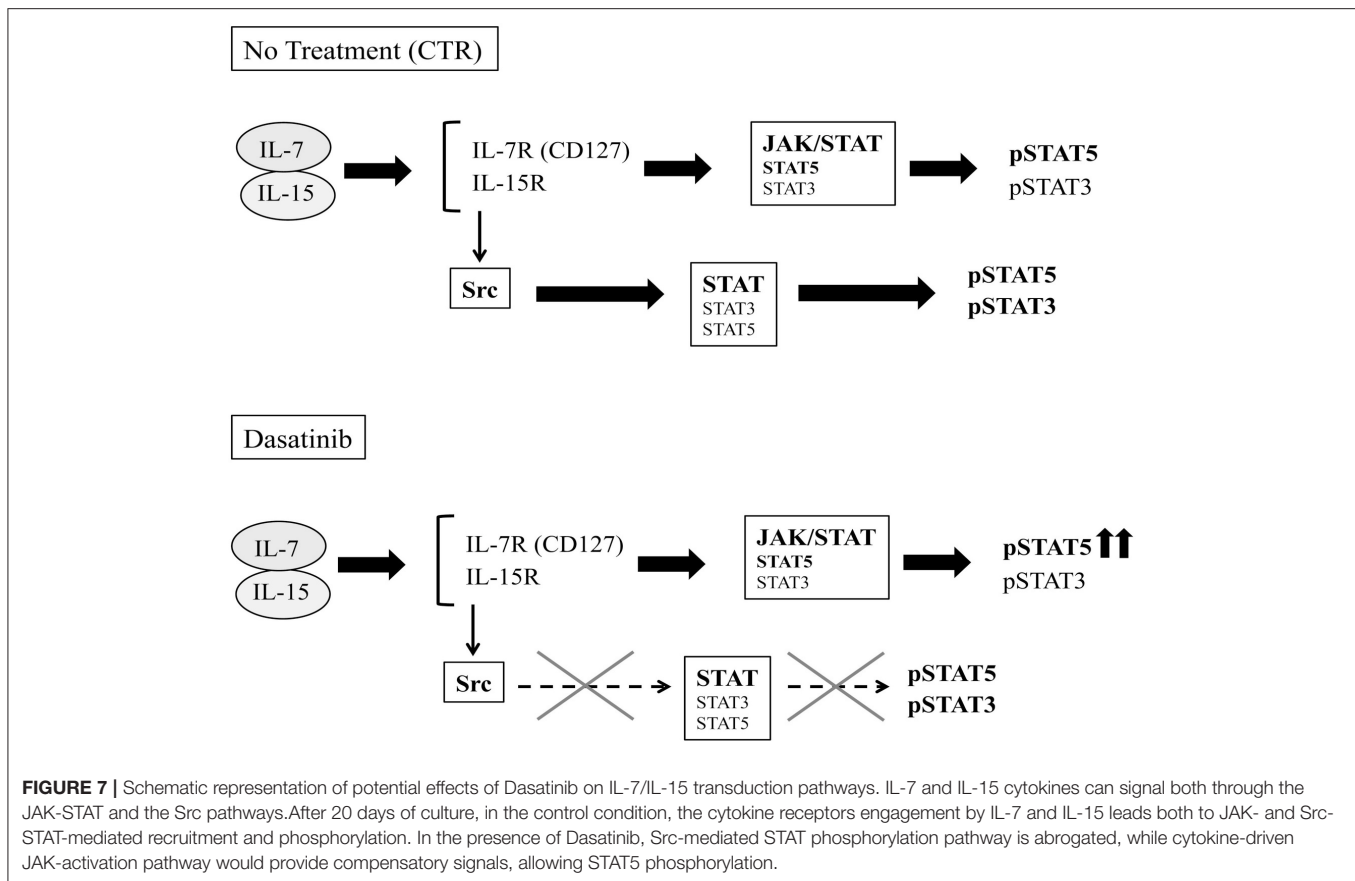 No Treatment (CTR)
IL-7
IL-15
IL-7R (CD127)
IL-15R
JAK/STAT
STAT5
STAT3
pSTAT5
pSTAT3
Src
STAT
STAT3
STAT5
pSTAT5
pSTAT3
Dasatinib
IL-7
IL-15
IL-7R (CD127)
IL-15R
JAK/STAT
STAT5
STAT3
pSTAT5
pSTAT3
Src
STAT
STAT3
STAT5
pSTAT5
pSTAT3
FIGURE 7 | Schematic representation of potential effects of Dasatinib on IL-7/IL-15 transduction pathways. IL-7 and IL-15 cytokines can signal both through the
JAK-STAT and the Src pathways.After 20 days of culture, in the control condition, the cytokine receptors engagement by IL-7 and IL-15 leads both to JAK- and Src-
STAT-mediated recruitment and phosphorylation. In the presence of Dasatinib, Src-mediated STAT phosphorylation pathway is abrogated, while cytokine-driven
JAK-activation pathway would provide compensatory signals, allowing STAT5 phosphorylation.